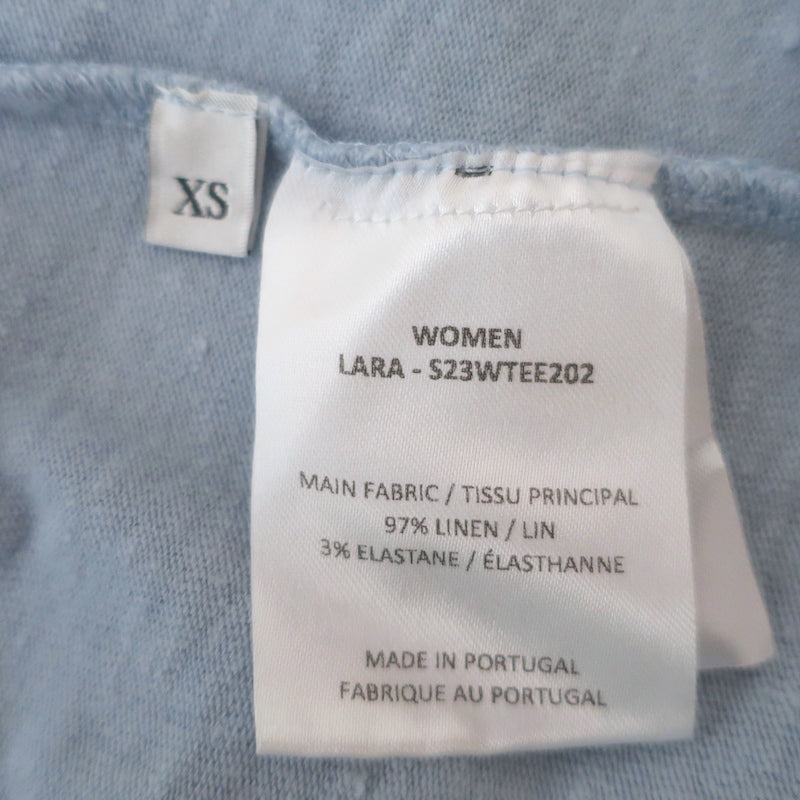 XS
WOMEN
LARA - S23WTEE202
MAIN FABRIC / TISSU PRINCIPAL
97% LINEN / LIN
3% ELASTANE / ÉLASTHANNE
MADE IN PORTUGAL
FABRIQUE AU PORTUGAL